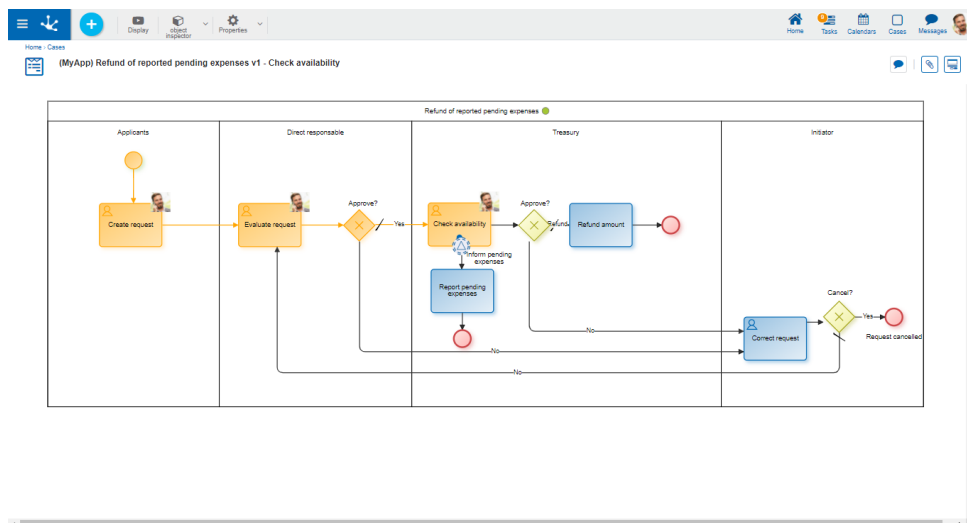 Display
object
inspector
Properties
Home
Tasks
Calendars
Cases
Messages
Home › Cases
(MyApp) Refund of reported pending expenses v1 - Check availability
Refund of reported pending expenses
Applicants
Direct responsable
Treasury
Initiator
Create request
Evaluate request
Approve?
Yes
Check availability
Approve?
Refund
Refund amount
Inform pending
expenses
Report pending
expenses
Cancel?
Yes
Correct request
Request cancelled
No
No
No